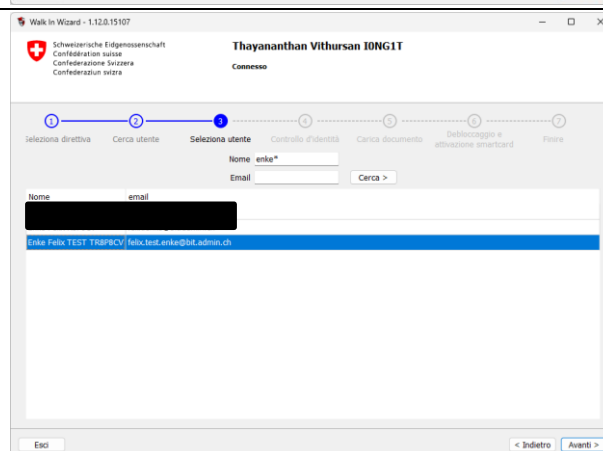 Walk In Wizard - 1.12.0.15107
Schweizerische Eidgenossenschaft
Confédération suisse
Confederazione Svizzera
Confederaziun svizra
Thayananthan Vithursan I0NG1T
Connesso
1 2 3 4 5 6 7
Seleziona direttiva Cerca utente Seleziona utente Controllo d'identità Carica documento Debloccaggio e attivazione smartcard Finire
Nome enke*
Email Cerca >
Nome email
Enke Felix TEST TR8P8CV felix.test.enke@bit.admin.ch
Esci < Indietro Avanti >